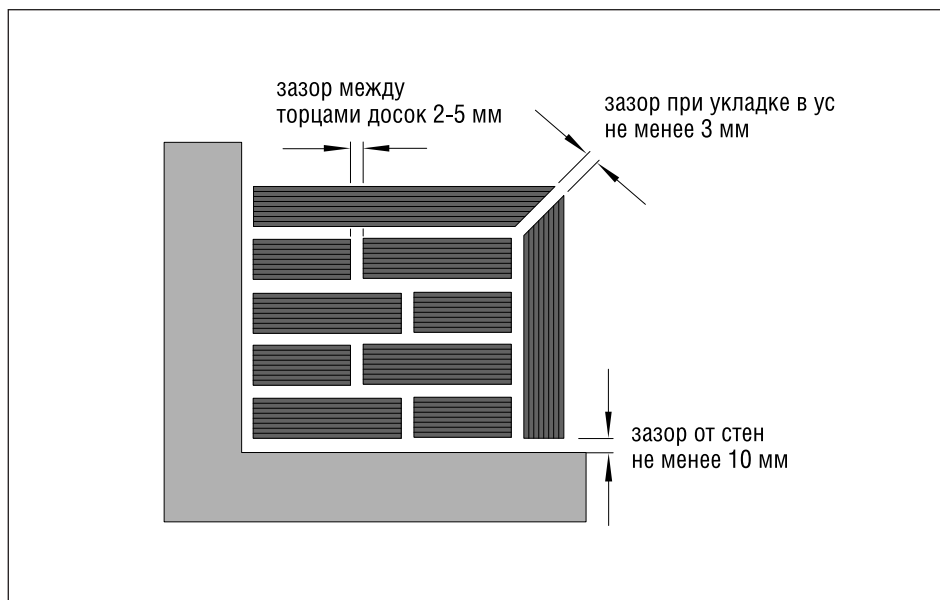 зазор между
торцами досок 2-5 мм
зазор при укладке в ус
не менее 3 мм
зазор от стен
не менее 10 мм